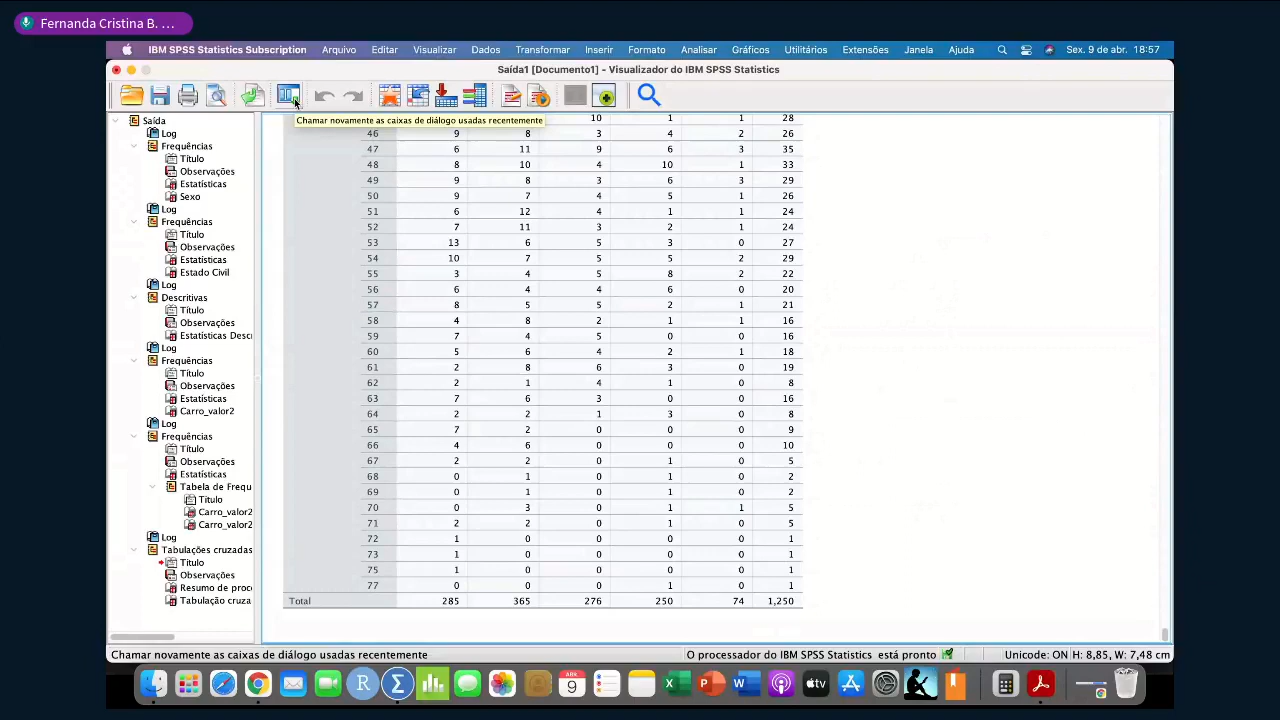 Fernanda Cristina B. ...
IBM SPSS Statistics Subscription Arquivo Editar Visualizar Dados Transformar Inserir Formato Analisar Gráficos Utilitários Extensões Janela Ajuda Sex. 9 de abr. 18:57
Saída1 [Documento1] - Visualizador do IBM SPSS Statistics
Chamar novamente as caixas de diálogo usadas recentemente
Saída
Log
Frequências
Título
Observações
Estatísticas
Sexo
Log
Frequências
Título
Observações
Estatísticas
Estado Civil
Log
Descritivas
Título
Observações
Estatísticas Desc
Log
Frequências
Título
Observações
Estatísticas
Carro_valor2
Log
Frequências
Título
Observações
Estatísticas
Tabela de Frequ
Título
Carro_valor2
Carro_valor2
Log
Tabulações cruzadas
Título
Observações
Resumo de proc
Tabulação cruza
10 1 1 28
46 9 8 3 4 2 26
47 6 11 9 6 3 35
48 8 10 4 10 1 33
49 9 8 3 6 3 29
50 9 7 4 5 1 26
51 6 12 4 1 1 24
52 7 11 3 2 1 24
53 13 6 5 3 0 27
54 10 7 5 5 2 29
55 3 4 5 8 2 22
56 6 4 4 6 0 20
57 8 5 5 2 1 21
58 4 8 2 1 1 16
59 7 4 5 0 0 16
60 5 6 4 2 1 18
61 2 8 6 3 0 19
62 2 1 4 1 0 8
63 7 6 3 0 0 16
64 2 2 1 3 0 8
65 7 2 0 0 0 9
66 4 6 0 0 0 10
67 2 2 0 1 0 5
68 0 1 0 1 0 2
69 0 1 0 1 0 2
70 0 3 0 1 1 5
71 2 2 0 1 0 5
72 1 0 0 0 0 1
73 1 0 0 0 0 1
75 1 0 0 0 0 1
77 0 0 0 1 0 1
Total 285 365 276 250 74 1,250
Chamar novamente as caixas de diálogo usadas recentemente O processador do IBM SPSS Statistics está pronto Unicode: ON H: 8,85, W: 7,48 cm
R Σ ABR 9 X P W tv A